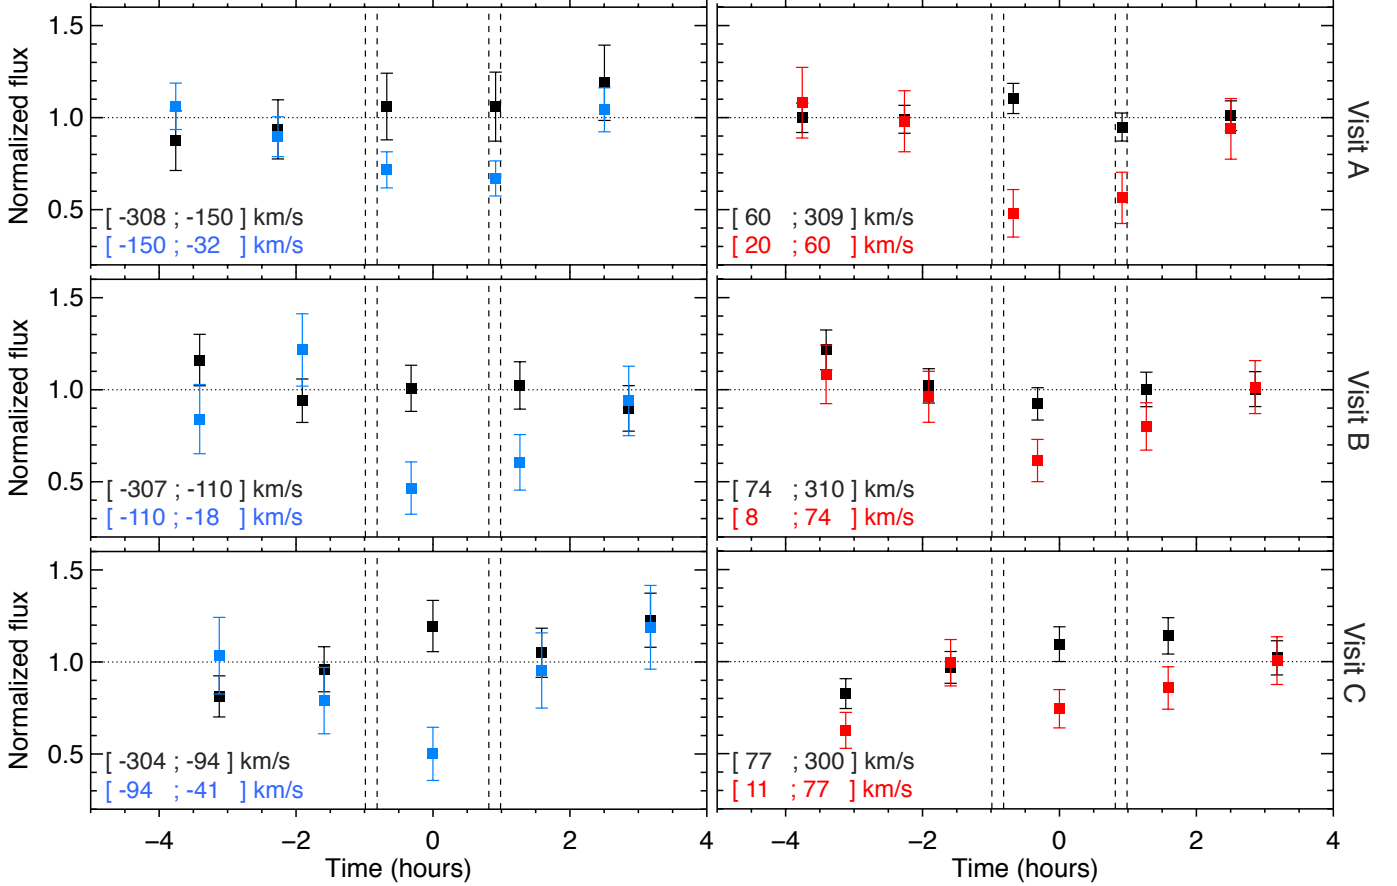 1.5
1.0
0.5
Normalized flux
[ -308 ; -150 ] km/s
[ -150 ; -32 ] km/s
[ 60 ; 309 ] km/s
[ 20 ; 60 ] km/s
Visit A
1.5
1.0
0.5
Normalized flux
[ -307 ; -110 ] km/s
[ -110 ; -18 ] km/s
[ 74 ; 310 ] km/s
[ 8 ; 74 ] km/s
Visit B
1.5
1.0
0.5
Normalized flux
[ -304 ; -94 ] km/s
[ -94 ; -41 ] km/s
[ 77 ; 300 ] km/s
[ 11 ; 77 ] km/s
Visit C
−4 −2 0 2 4 −4 −2 0 2 4
Time (hours) Time (hours)